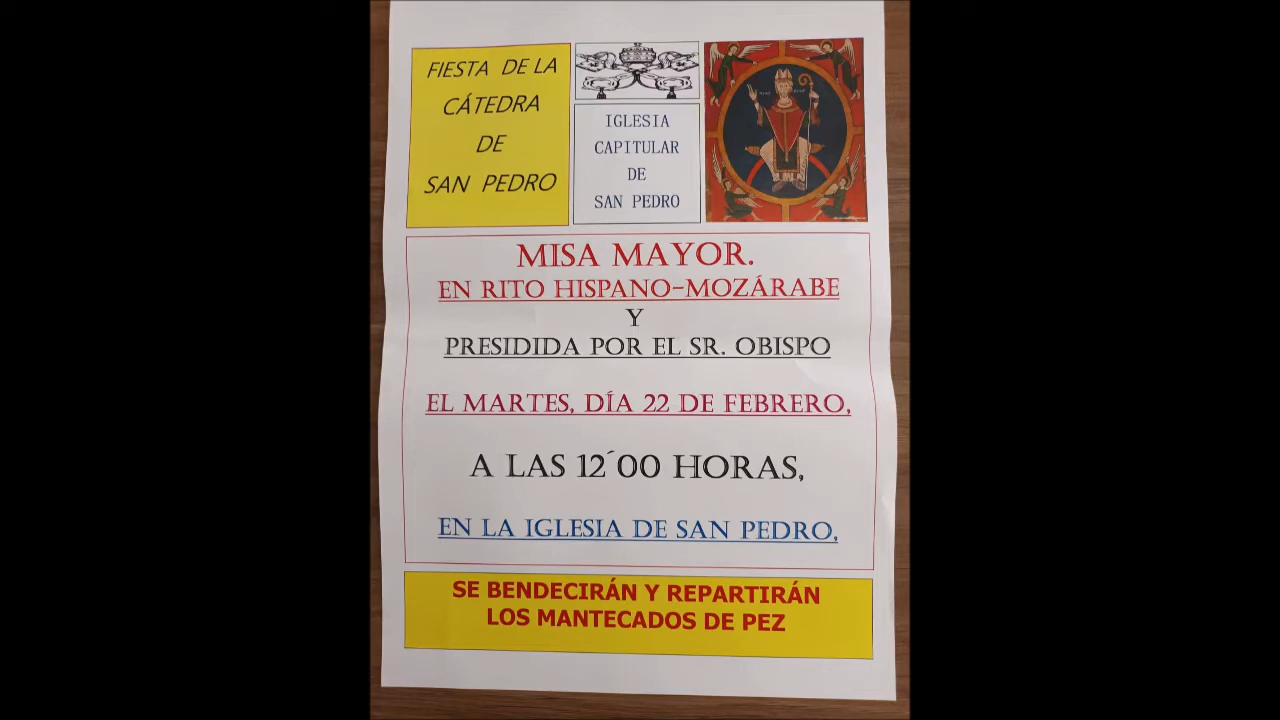 FIESTA DE LA
CÁTEDRA
DE
SAN PEDRO
IGLESIA
CAPITULAR
DE
SAN PEDRO
MISA MAYOR.
EN RITO HISPANO-MOZÁRABE
Y
PRESIDIDA POR EL SR. OBISPO
EL MARTES, DÍA 22 DE FEBRERO,
A LAS 12´00 HORAS,
EN LA IGLESIA DE SAN PEDRO,
SE BENDECIRÁN Y REPARTIRÁN
LOS MANTECADOS DE PEZ